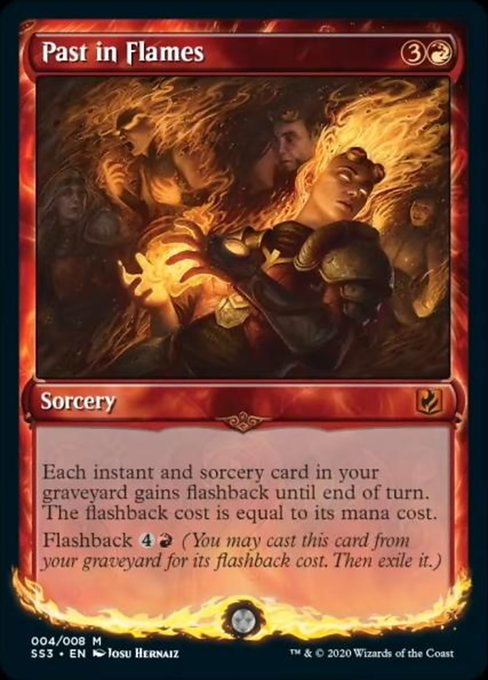 Past in Flames 3
Sorcery
Each instant and sorcery card in your
graveyard gains flashback until end of turn.
The flashback cost is equal to its mana cost.
Flashback 4 (You may cast this card from
your graveyard for its flashback cost. Then exile it.)
004/008 M
SS3 • EN Josu Hernaiz ™ & © 2020 Wizards of the Coast